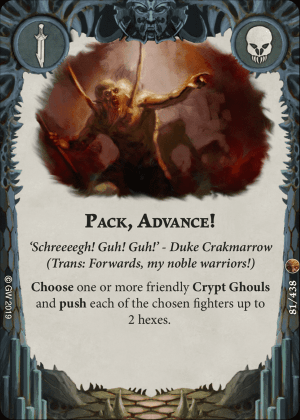 PACK, ADVANCE!
‘Schreeeegh! Guh! Guh!’ - Duke Crakmarrow
(Trans: Forwards, my noble warriors!)
Choose one or more friendly Crypt Ghouls
and push each of the chosen fighters up to
2 hexes.
© GW 2019
81/438